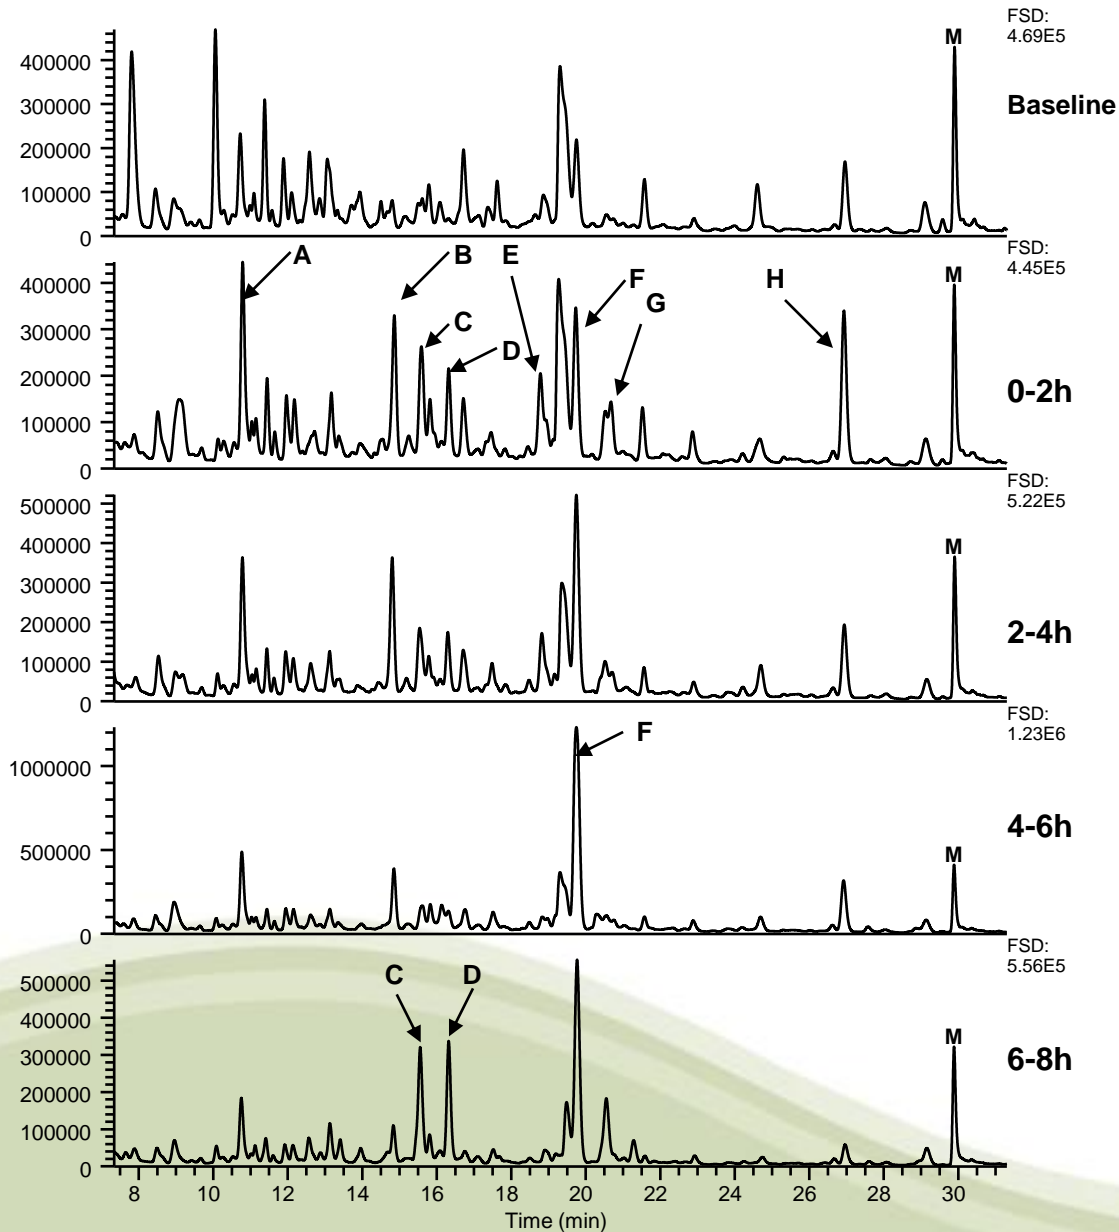 FSD:
4.69E5
M
Baseline
400000
300000
200000
100000
0
FSD:
4.45E5
A
B
E
F
G
H
C
D
M
0-2h
400000
300000
200000
100000
0
FSD:
5.22E5
M
2-4h
500000
400000
300000
200000
100000
0
FSD:
1.23E6
F
M
4-6h
1000000
500000
0
FSD:
5.56E5
C
D
M
6-8h
500000
400000
300000
200000
100000
0
8 10 12 14 16 18 20 22 24 26 28 30
Time (min)